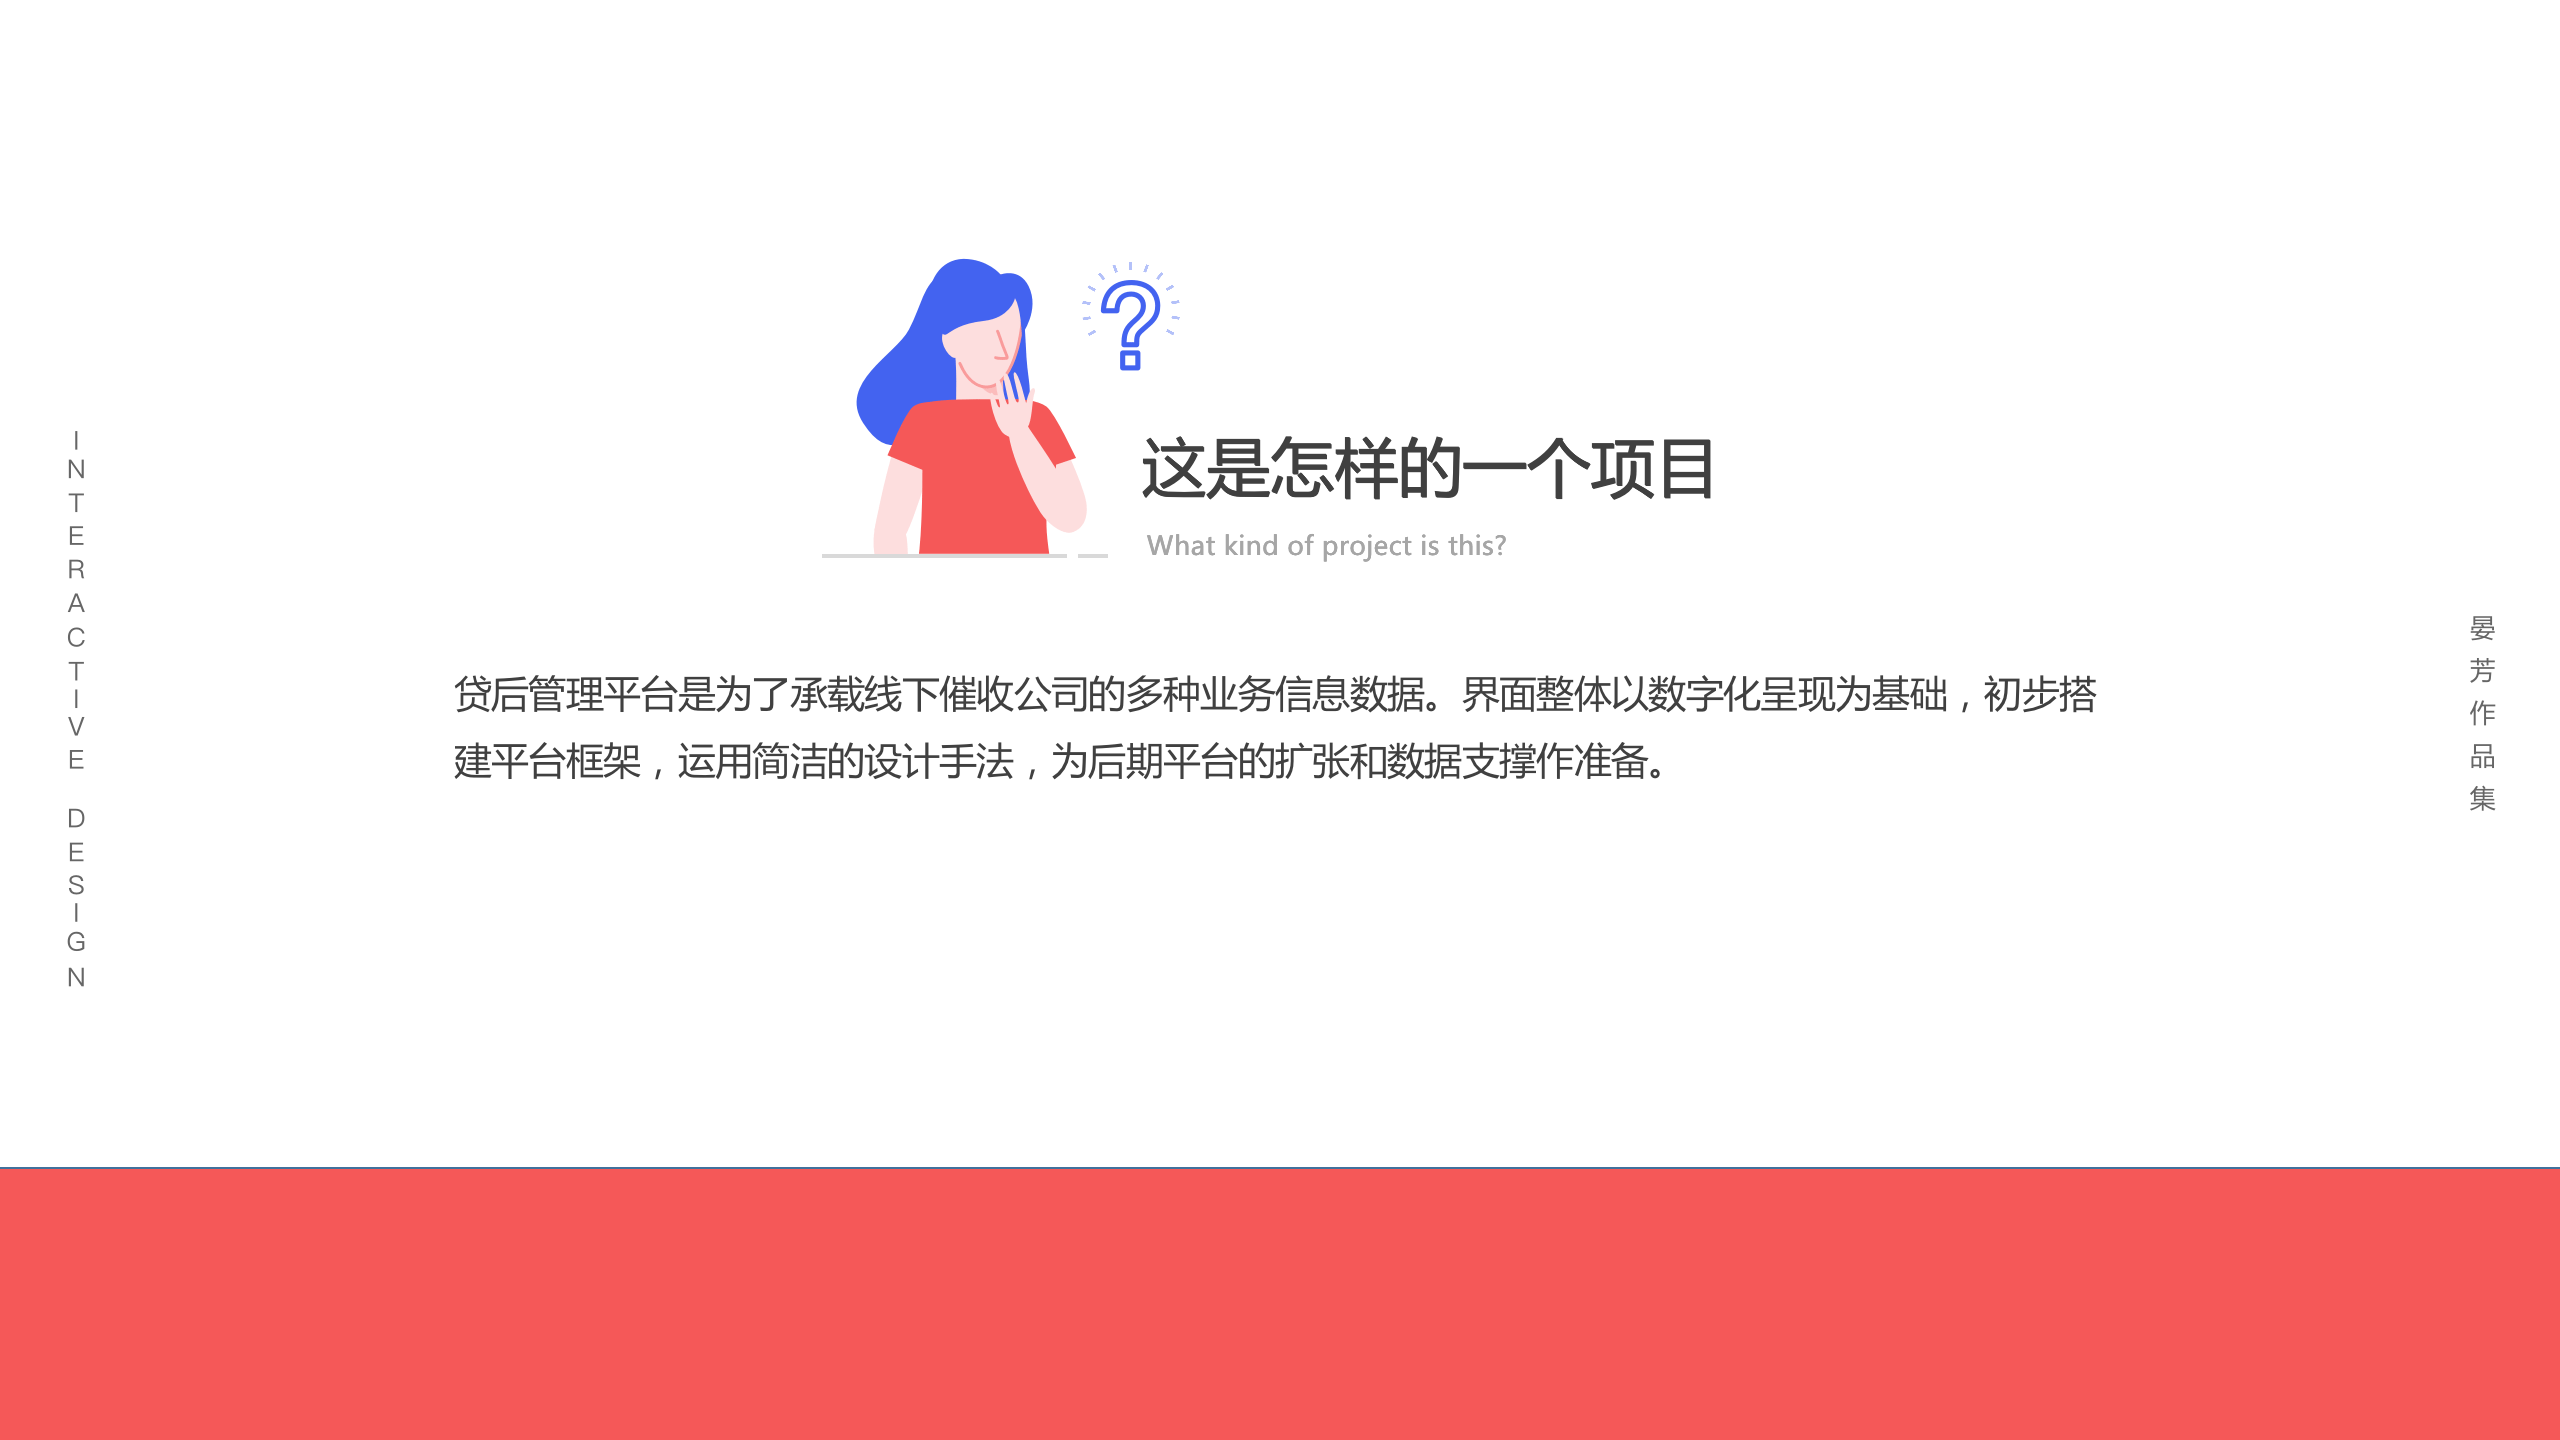 INTERACTIVE DESIGN
这是怎样的一个项目
What kind of project is this?
贷后管理平台是为了承载线下催收公司的多种业务信息数据。界面整体以数字化呈现为基础，初步搭
建平台框架，运用简洁的设计手法，为后期平台的扩张和数据支撑作准备。
晏芳作品集